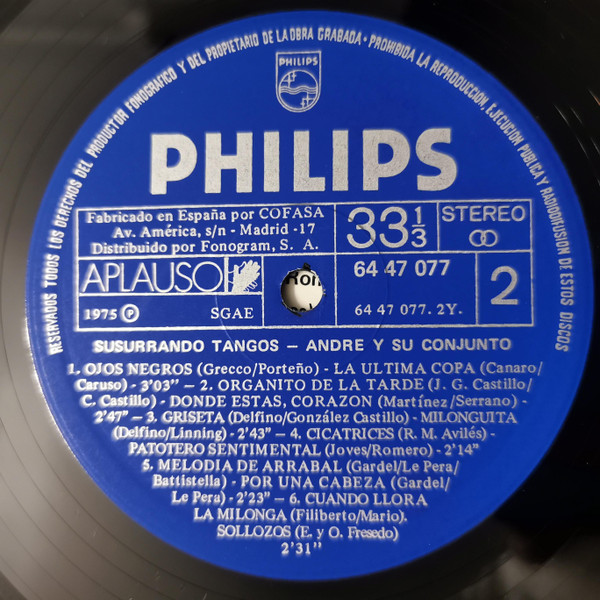 RESERVADOS TODOS LOS DERECHOS DEL PRODUCTOR FONOGRAFICO Y DEL PROPIETARIO DE LA OBRA GRABADA · PROHIBIDA LA REPRODUCCION, EJECUCION PUBLICA Y RADIODIFUSION DE ESTOS DISCOS
PHILIPS
PHILIPS
Fabricado en España por COFASA
Av. América, s/n - Madrid -17
Distribuido por Fonogram, S. A.
33 1/3
STEREO
APLAUSO
64 47 077
2
1975 Ⓟ
SGAE
64 47 077. 2Y.
SUSURRANDO TANGOS – ANDRE Y SU CONJUNTO
1. OJOS NEGROS (Grecco/Porteño) - LA ULTIMA COPA (Canaro/
Caruso) - 3'03" – 2. ORGANITO DE LA TARDE (J. G. Castillo/
C. Castillo) - DONDE ESTAS, CORAZON (Martínez/Serrano) -
2'47" – 3. GRISETA (Delfino/González Castillo) - MILONGUITA
(Delfino/Linning) - 2'43" – 4. CICATRICES (R. M. Avilés) -
PATOTERO SENTIMENTAL (Joves/Romero) - 2'14"
5. MELODIA DE ARRABAL (Gardel/Le Pera/
Battistella) - POR UNA CABEZA (Gardel/
Le Pera) - 2'23" – 6. CUANDO LLORA
LA MILONGA (Filiberto/Mario).
SOLLOZOS (E. y O. Fresedo)
2'31"